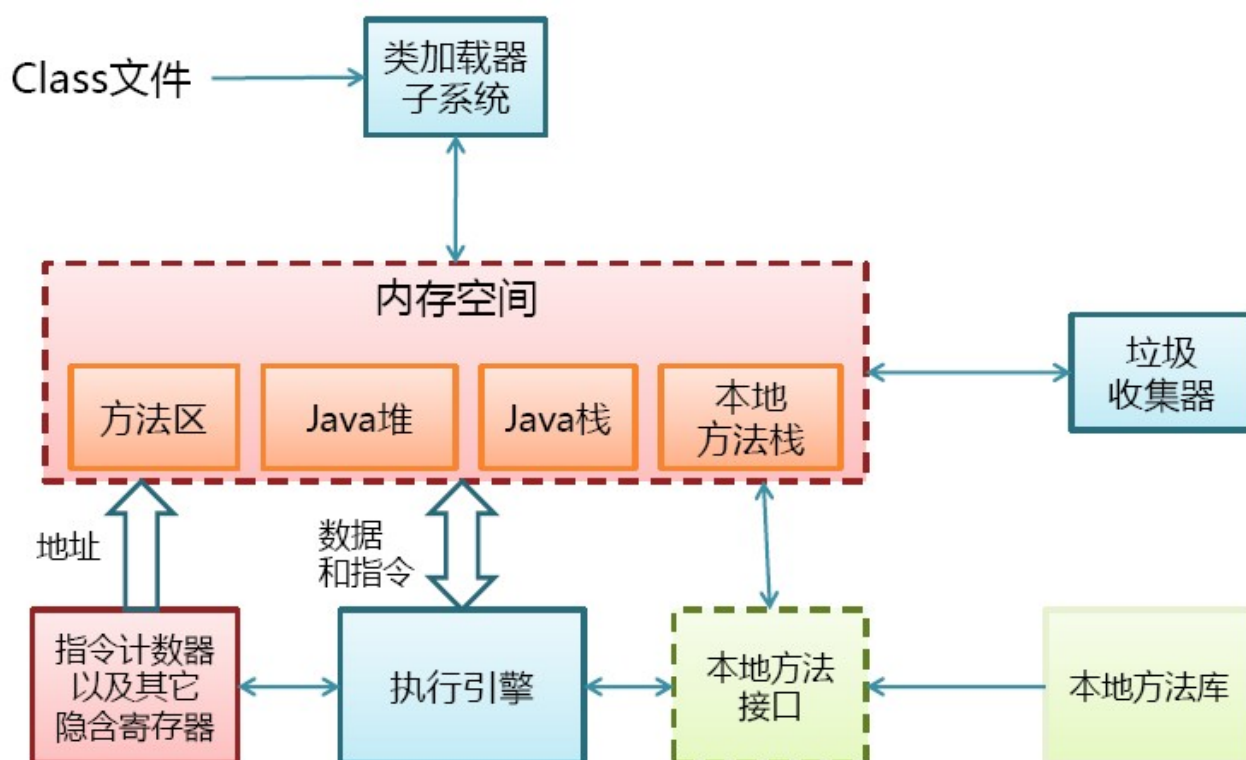 Class文件
类加载器
子系统
内存空间
方法区
Java堆
Java栈
本地
方法栈
垃圾
收集器
地址
数据
和指令
指令计数器
以及其它
隐含寄存器
执行引擎
本地方法
接口
本地方法库